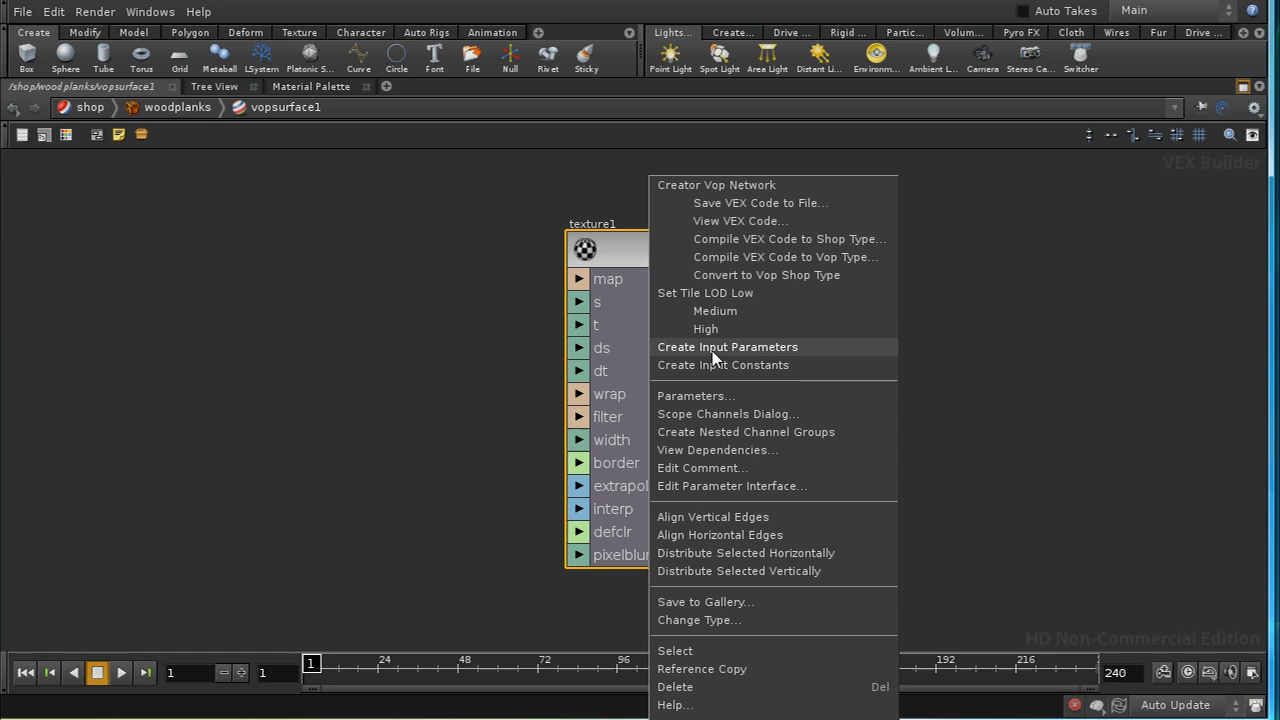 File Edit Render Windows Help Auto Takes Main
Create Modify Model Polygon Deform Texture Character Auto Rigs Animation Lights... Create... Drive ... Rigid ... Partic... Volum... Pyro FX Cloth Wires Fur Drive ...
Box Sphere Tube Torus Grid Metaball LSystem Platonic S... Curve Circle Font File Null Rivet Sticky Point Light Spot Light Area Light Distant Li... Environm... Ambient L... Camera Stereo Ca... Switcher
/shop/woodplanks/vopsurface1 Tree View Material Palette
shop woodplanks vopsurface1
VEX Builder
texture1
map
s
t
ds
dt
wrap
filter
width
border
extrapol
interp
defclr
pixelblur
Creator Vop Network
Save VEX Code to File...
View VEX Code...
Compile VEX Code to Shop Type...
Compile VEX Code to Vop Type...
Convert to Vop Shop Type
Set Tile LOD Low
Medium
High
Create Input Parameters
Create Input Constants
Parameters...
Scope Channels Dialog...
Create Nested Channel Groups
View Dependencies...
Edit Comment...
Edit Parameter Interface...
Align Vertical Edges
Align Horizontal Edges
Distribute Selected Horizontally
Distribute Selected Vertically
Save to Gallery...
Change Type...
Select
Reference Copy
Delete Del
Help...
HD Non-Commercial Edition
1 1 1 24 48 72 96 192 216 240
Auto Update